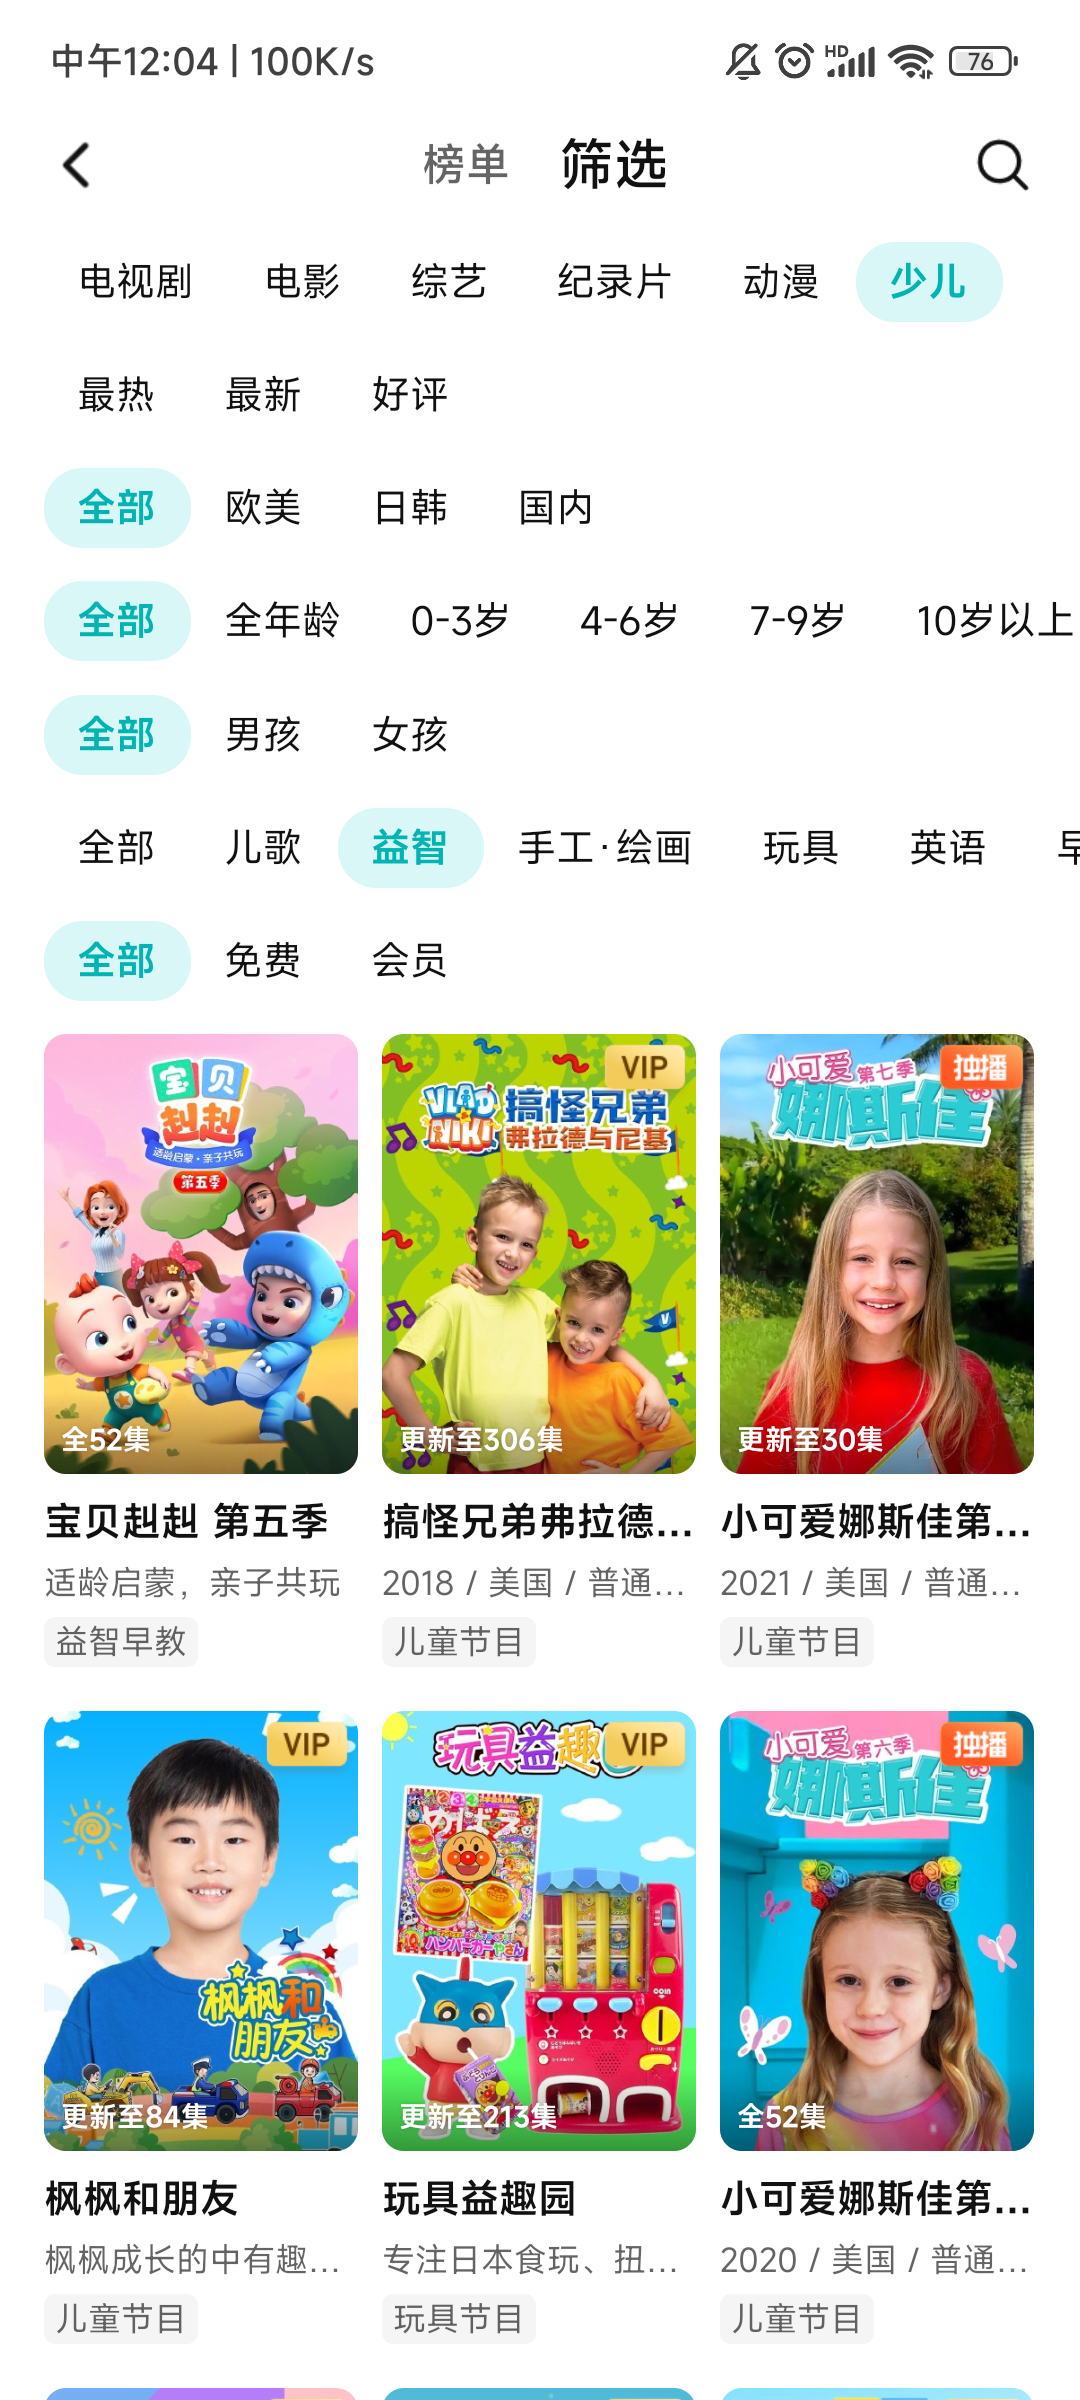 中午12:04 | 100K/s
HD
76
榜单 筛选
电视剧 电影 综艺 纪录片 动漫 少儿
最热 最新 好评
全部 欧美 日韩 国内
全部 全年龄 0-3岁 4-6岁 7-9岁 10岁以上
全部 男孩 女孩
全部 儿歌 益智 手工·绘画 玩具 英语 早
全部 免费 会员
宝贝赳赳
适龄启蒙·亲子共玩
第五季
全52集
VIP
VLAD NIKI 搞怪兄弟
弗拉德与尼基
V
更新至306集
独播
小可爱 第七季
娜斯佳
更新至30集
宝贝赳赳 第五季 搞怪兄弟弗拉德... 小可爱娜斯佳第...
适龄启蒙，亲子共玩 2018 / 美国 / 普通... 2021 / 美国 / 普通...
益智早教 儿童节目 儿童节目
VIP
枫枫和
朋友
更新至84集
VIP
玩具益趣
2 3 4
ハンバーガーやさん
COIN
更新至213集
独播
小可爱 第六季
娜斯佳
全52集
枫枫和朋友 玩具益趣园 小可爱娜斯佳第...
枫枫成长的中有趣... 专注日本食玩、扭... 2020 / 美国 / 普通...
儿童节目 玩具节目 儿童节目